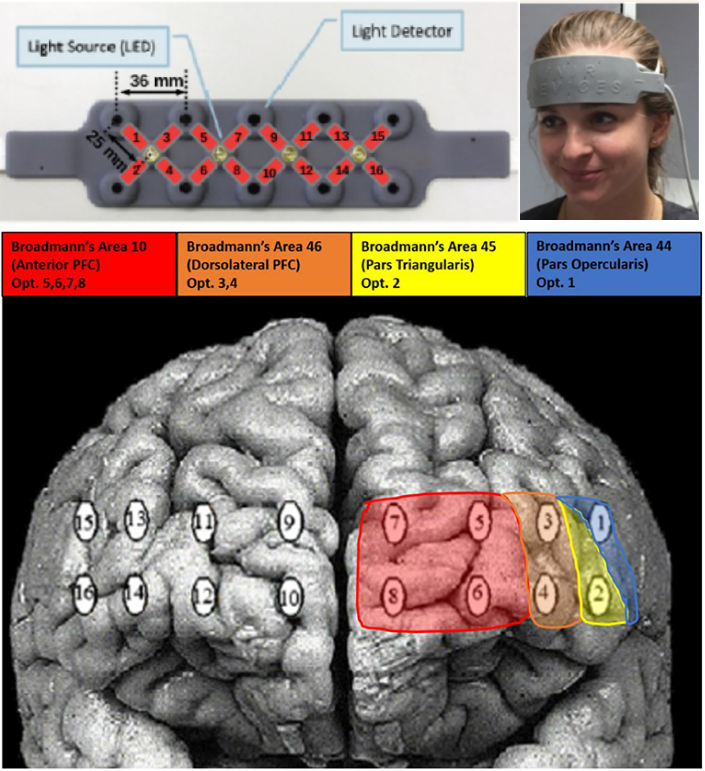 Light Source (LED)
Light Detector
36 mm
25 mm
1 3 5 7 9 11 13 15
2 4 6 8 10 12 14 16
Broadmann's Area 10
(Anterior PFC)
Opt. 5,6,7,8
Broadmann's Area 46
(Dorsolateral PFC)
Opt. 3,4
Broadmann's Area 45
(Pars Triangularis)
Opt. 2
Broadmann's Area 44
(Pars Opercularis)
Opt. 1
15 13 11 9 7 5 3 1
16 14 12 10 8 6 4 2